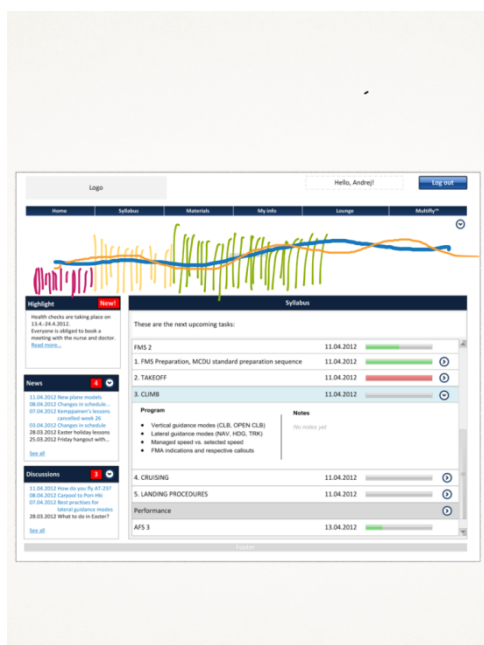 Logo
Hello, Andrej!
Log out
Home Syllabus Materials My info Lounge Multifly™
Highlight New!
Health checks are taking place on
13.4.-24.4.2012.
Everyone is obliged to book a
meeting with the nurse and doctor.
Read more...
News 4
11.04.2012 New plane models
08.04.2012 Changes in schedule...
07.04.2012 Kemppainen's lessons
cancelled week 26
03.04.2012 Changes in schedule
28.03.2012 Easter holiday lessons
25.03.2012 Friday hangout with...
See all
Discussions 3
11.04.2012 How do you fly AT-23?
08.04.2012 Carpool to Pori-Hki
07.04.2012 Best practises for
lateral guidance modes
28.03.2012 What to do in Easter?
See all
Syllabus
These are the next upcoming tasks:
FMS 2 11.04.2012
1. FMS Preparation, MCDU standard preparation sequence 11.04.2012
2. TAKEOFF 11.04.2012
3. CLIMB 11.04.2012
Program
• Vertical guidance modes (CLB, OPEN CLB)
• Lateral guidance modes (NAV, HDG, TRK)
• Managed speed vs. selected speed
• FMA indications and respective callouts
Notes
No notes yet
4. CRUISING 11.04.2012
5. LANDING PROCEDURES 11.04.2012
Performance
AFS 3 13.04.2012
Footer